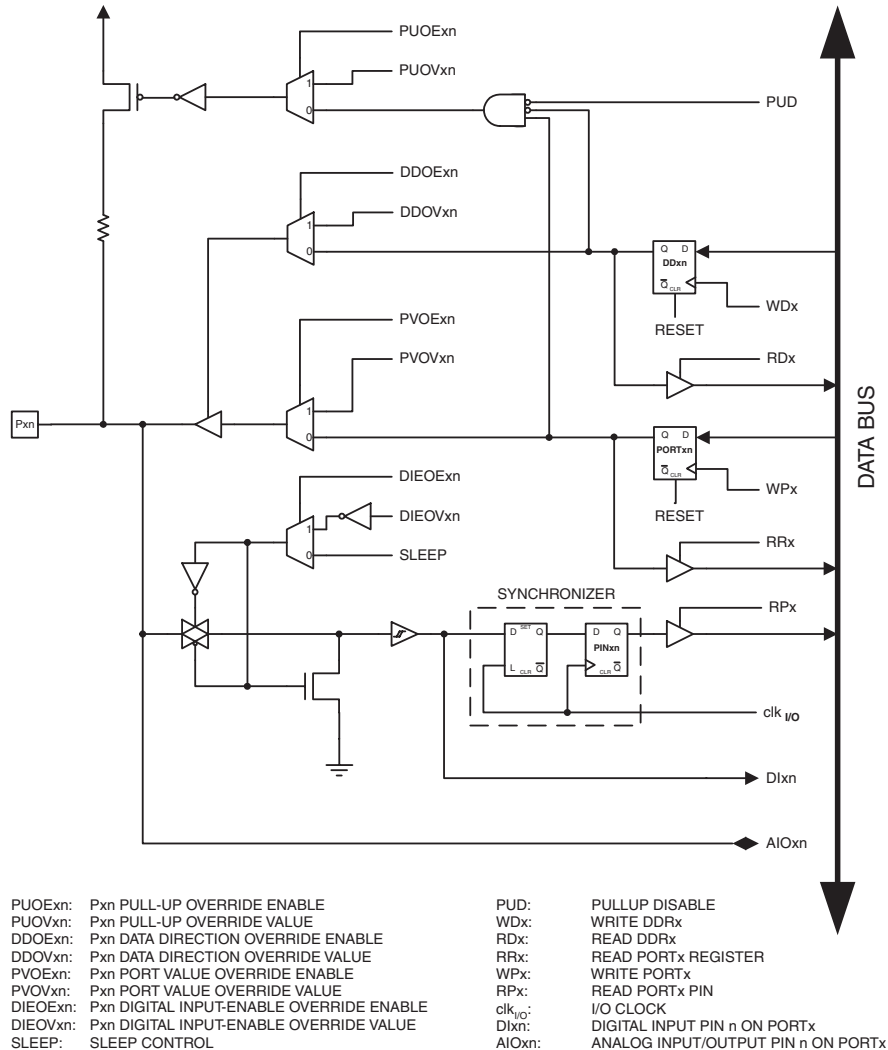 PUOExn
PUOVxn
1
0
PUD
DDOExn
DDOVxn
1
0
Q D
DDxn
Q CLR
WDx
RESET
PVOExn
PVOVxn
RDx
1
0
Pxn
Q D
PORTxn
Q CLR
WPx
RESET
DATA BUS
DIEOExn
DIEOVxn
1
0
SLEEP
RRx
SYNCHRONIZER
RPx
D SET Q
L CLR Q
D Q
PINxn
CLR Q
clk I/O
DIxn
AIOxn
PUOExn: Pxn PULL-UP OVERRIDE ENABLE
PUOVxn: Pxn PULL-UP OVERRIDE VALUE
DDOExn: Pxn DATA DIRECTION OVERRIDE ENABLE
DDOVxn: Pxn DATA DIRECTION OVERRIDE VALUE
PVOExn: Pxn PORT VALUE OVERRIDE ENABLE
PVOVxn: Pxn PORT VALUE OVERRIDE VALUE
DIEOExn: Pxn DIGITAL INPUT-ENABLE OVERRIDE ENABLE
DIEOVxn: Pxn DIGITAL INPUT-ENABLE OVERRIDE VALUE
SLEEP: SLEEP CONTROL
PUD: PULLUP DISABLE
WDx: WRITE DDRx
RDx: READ DDRx
RRx: READ PORTx REGISTER
WPx: WRITE PORTx
RPx: READ PORTx PIN
clkI/O: I/O CLOCK
DIxn: DIGITAL INPUT PIN n ON PORTx
AIOxn: ANALOG INPUT/OUTPUT PIN n ON PORTx